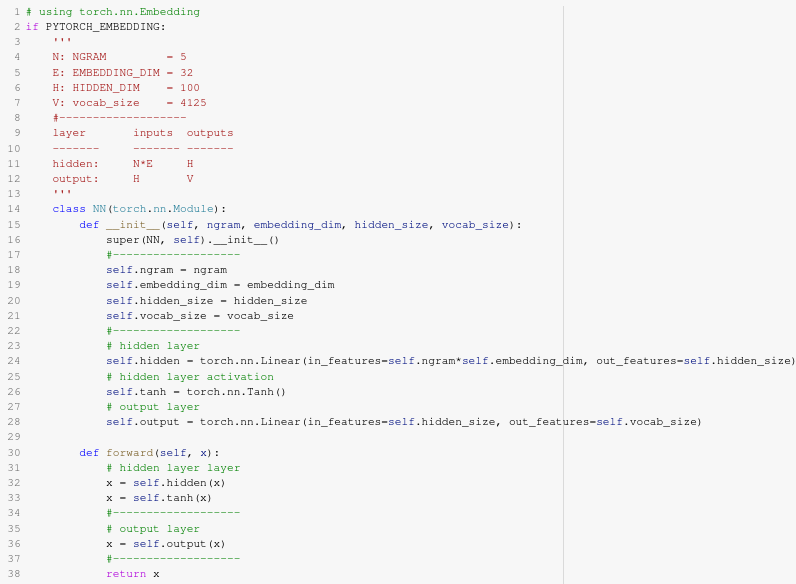 1 # using torch.nn.Embedding
2 if PYTORCH_EMBEDDING:
3     '''
4     N: NGRAM         = 5
5     E: EMBEDDING_DIM = 32
6     H: HIDDEN_DIM    = 100
7     V: vocab_size    = 4125
8     #-------------------
9     layer       inputs  outputs
10     -------     ------- -------
11     hidden:     N*E     H
12     output:     H       V
13     '''
14     class NN(torch.nn.Module):
15         def __init__(self, ngram, embedding_dim, hidden_size, vocab_size):
16             super(NN, self).__init__()
17             #-------------------
18             self.ngram = ngram
19             self.embedding_dim = embedding_dim
20             self.hidden_size = hidden_size
21             self.vocab_size = vocab_size
22             #-------------------
23             # hidden layer
24             self.hidden = torch.nn.Linear(in_features=self.ngram*self.embedding_dim, out_features=self.hidden_size)
25             # hidden layer activation
26             self.tanh = torch.nn.Tanh()
27             # output layer
28             self.output = torch.nn.Linear(in_features=self.hidden_size, out_features=self.vocab_size)
29
30         def forward(self, x):
31             # hidden layer layer
32             x = self.hidden(x)
33             x = self.tanh(x)
34             #-------------------
35             # output layer
36             x = self.output(x)
37             #-------------------
38             return x